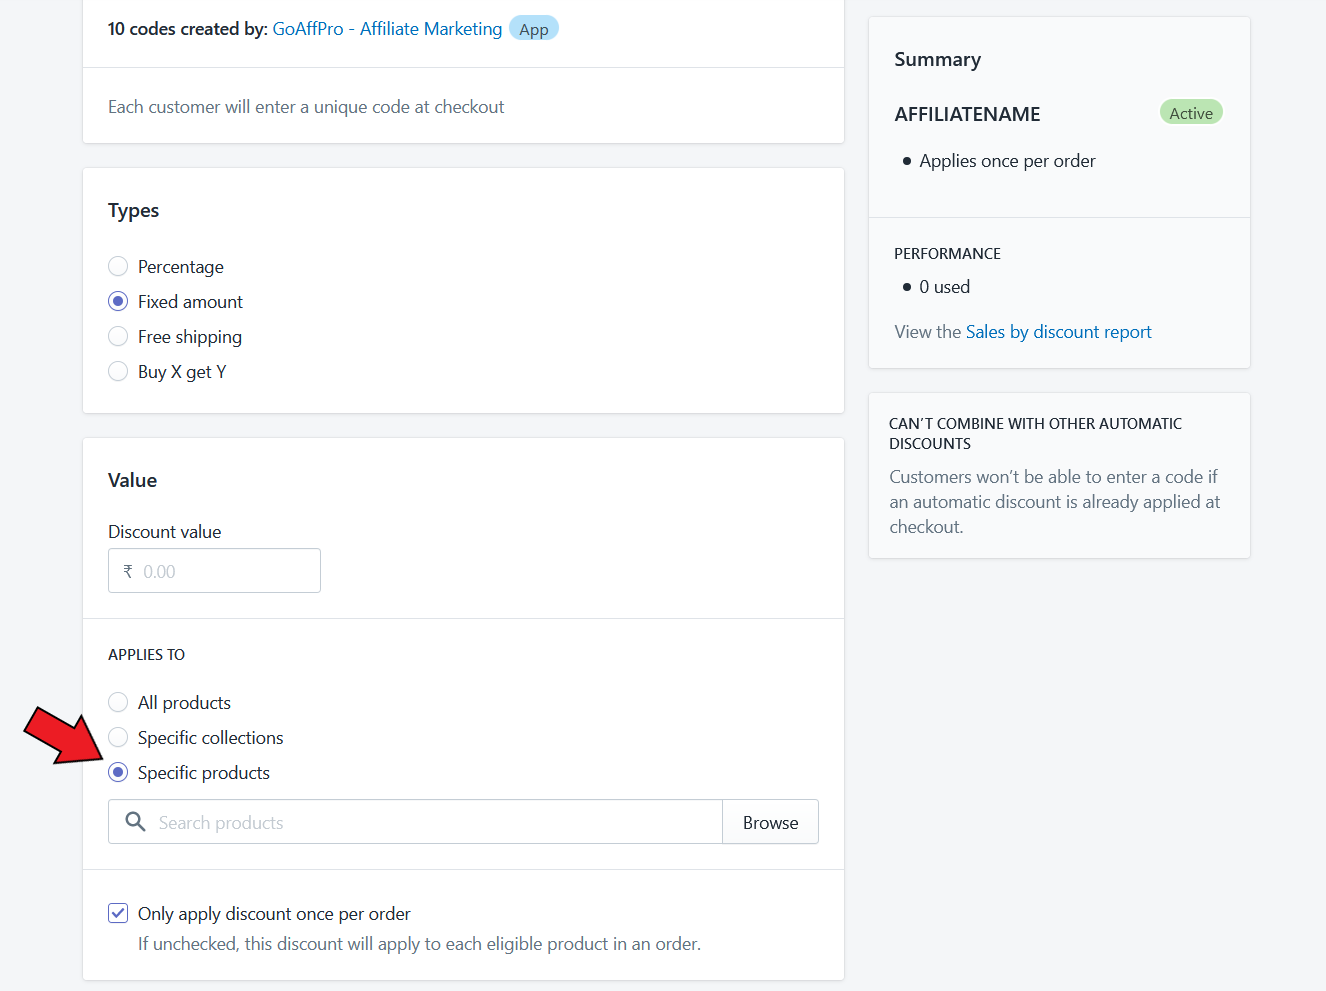 10 codes created by: GoAffPro - Affiliate Marketing App
Each customer will enter a unique code at checkout
Types
Percentage
Fixed amount
Free shipping
Buy X get Y
Value
Discount value
₹ 0.00
APPLIES TO
All products
Specific collections
Specific products
Search products
Browse
Only apply discount once per order
If unchecked, this discount will apply to each eligible product in an order.
Summary
AFFILIATENAME
Active
• Applies once per order
PERFORMANCE
• 0 used
View the Sales by discount report
CAN'T COMBINE WITH OTHER AUTOMATIC
DISCOUNTS
Customers won't be able to enter a code if
an automatic discount is already applied at
checkout.